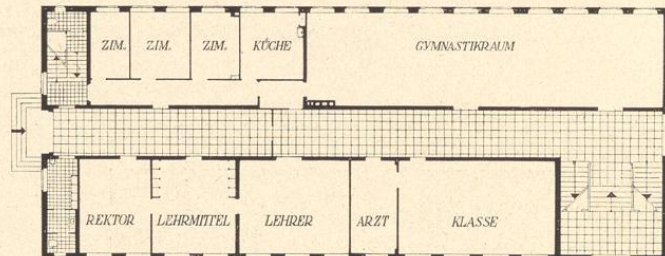 ZIM. ZIM. ZIM. KÜCHE GYMNASTIKRAUM
REKTOR LEHRMITTEL LEHRER ARZT KLASSE